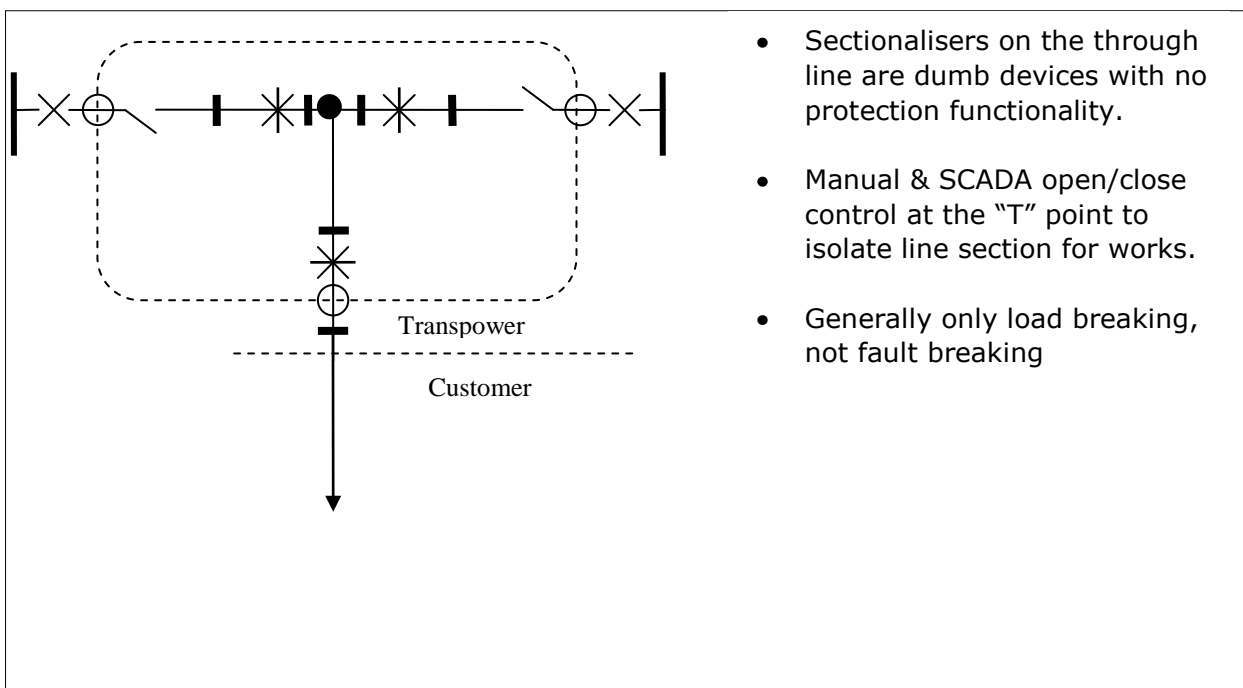 • Sectionalisers on the through
line are dumb devices with no
protection functionality.
• Manual & SCADA open/close
control at the “T” point to
isolate line section for works.
• Generally only load breaking,
not fault breaking
Transpower
Customer